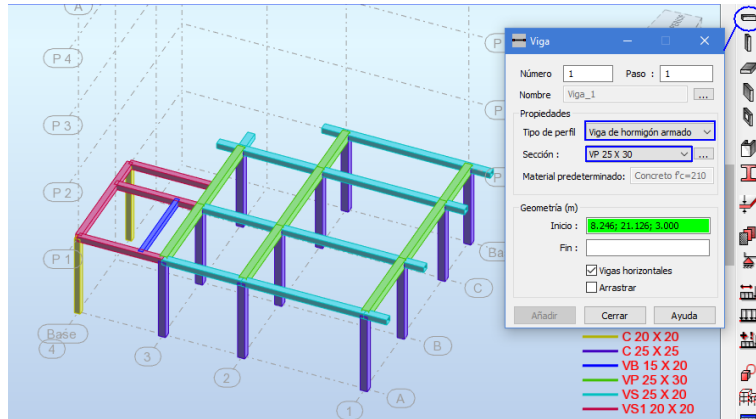 A
P 4
P 3
P 2
P 1
Base
4
3
2
1
A
B
C
Ba
P
P
Viga
Número 1 Paso : 1
Nombre Viga_1 ...
Propiedades
Tipo de perfil Viga de hormigón armado
Sección : VP 25 X 30 ...
Material predeterminado: Concreto f'c=210
Geometría (m)
Inicio : 8.246; 21.126; 3.000
Fin :
Vigas horizontales
Arrastrar
Añadir Cerrar Ayuda
C 20 X 20
C 25 X 25
VB 15 X 20
VP 25 X 30
VS 25 X 20
VS1 20 X 20